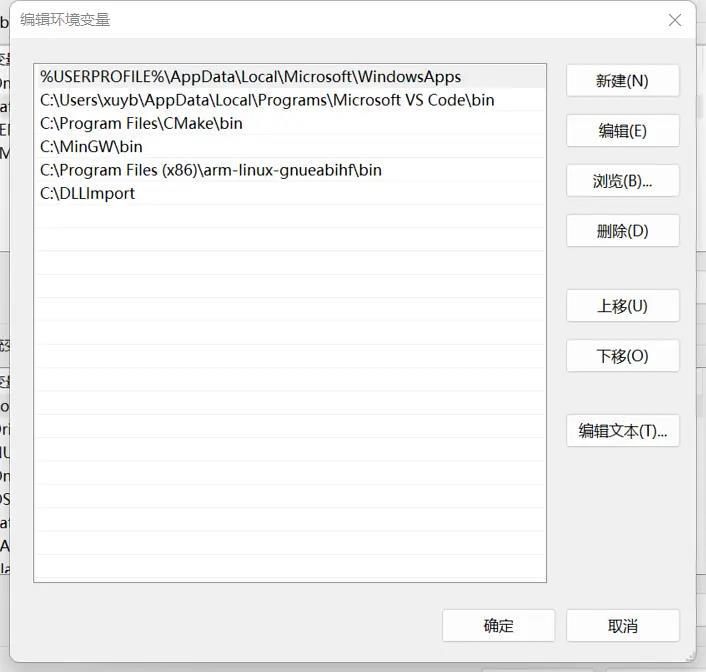 编辑环境变量
%USERPROFILE%\AppData\Local\Microsoft\WindowsApps
C:\Users\xuyb\AppData\Local\Programs\Microsoft VS Code\bin
C:\Program Files\CMake\bin
C:\MinGW\bin
C:\Program Files (x86)\arm-linux-gnueabihf\bin
C:\DLLImport
新建(N)
编辑(E)
浏览(B)...
删除(D)
上移(U)
下移(O)
编辑文本(T)...
确定
取消